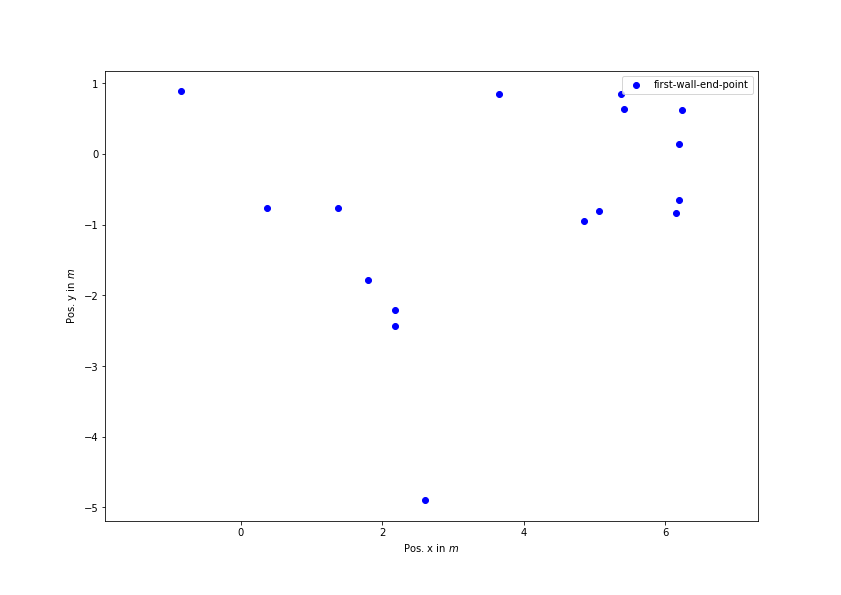 first-wall-end-point
1
0
−1
−2
−3
−4
−5
Pos. y in m
0 2 4 6
Pos. x in m